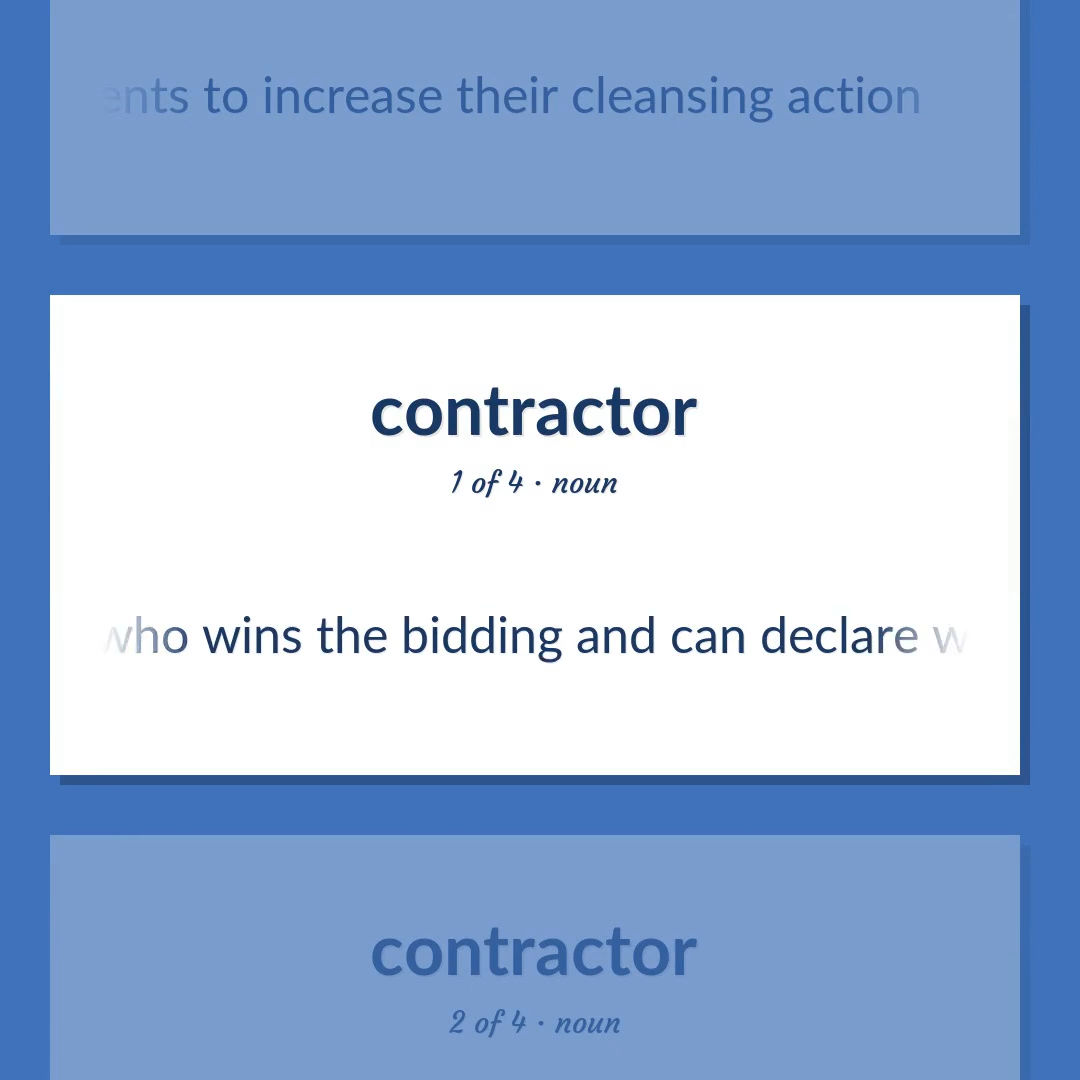 ents to increase their cleansing action
contractor
1 of 4 · noun
who wins the bidding and can declare
contractor
2 of 4 · noun